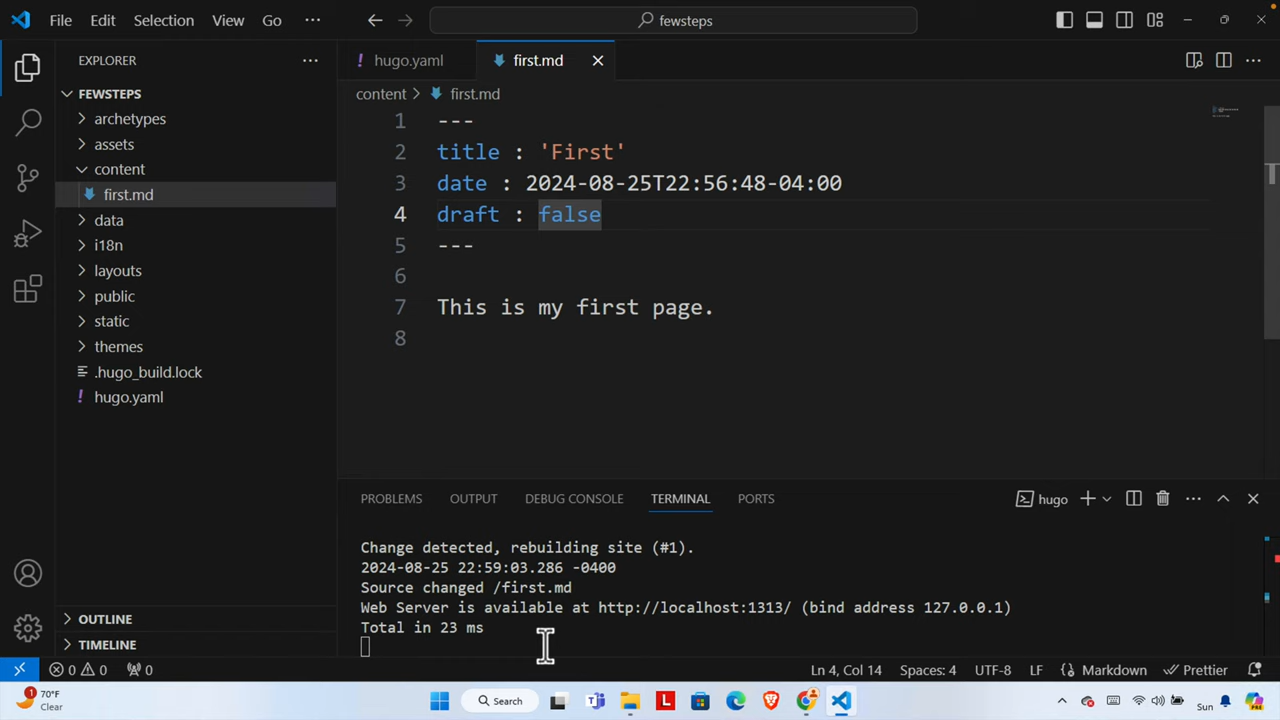 File Edit Selection View Go ··· fewsteps
EXPLORER ···
FEWSTEPS
archetypes
assets
content
first.md
data
i18n
layouts
public
static
themes
.hugo_build.lock
! hugo.yaml
OUTLINE
TIMELINE
! hugo.yaml first.md
content > first.md
1 ---
2 title : 'First'
3 date : 2024-08-25T22:56:48-04:00
4 draft : false
5 ---
6
7 This is my first page.
8
PROBLEMS OUTPUT DEBUG CONSOLE TERMINAL PORTS hugo
Change detected, rebuilding site (#1).
2024-08-25 22:59:03.286 -0400
Source changed /first.md
Web Server is available at http://localhost:1313/ (bind address 127.0.0.1)
Total in 23 ms
0 0 0 Ln 4, Col 14 Spaces: 4 UTF-8 LF Markdown Prettier
1 70°F
Clear
Search
L
Sun
PRE